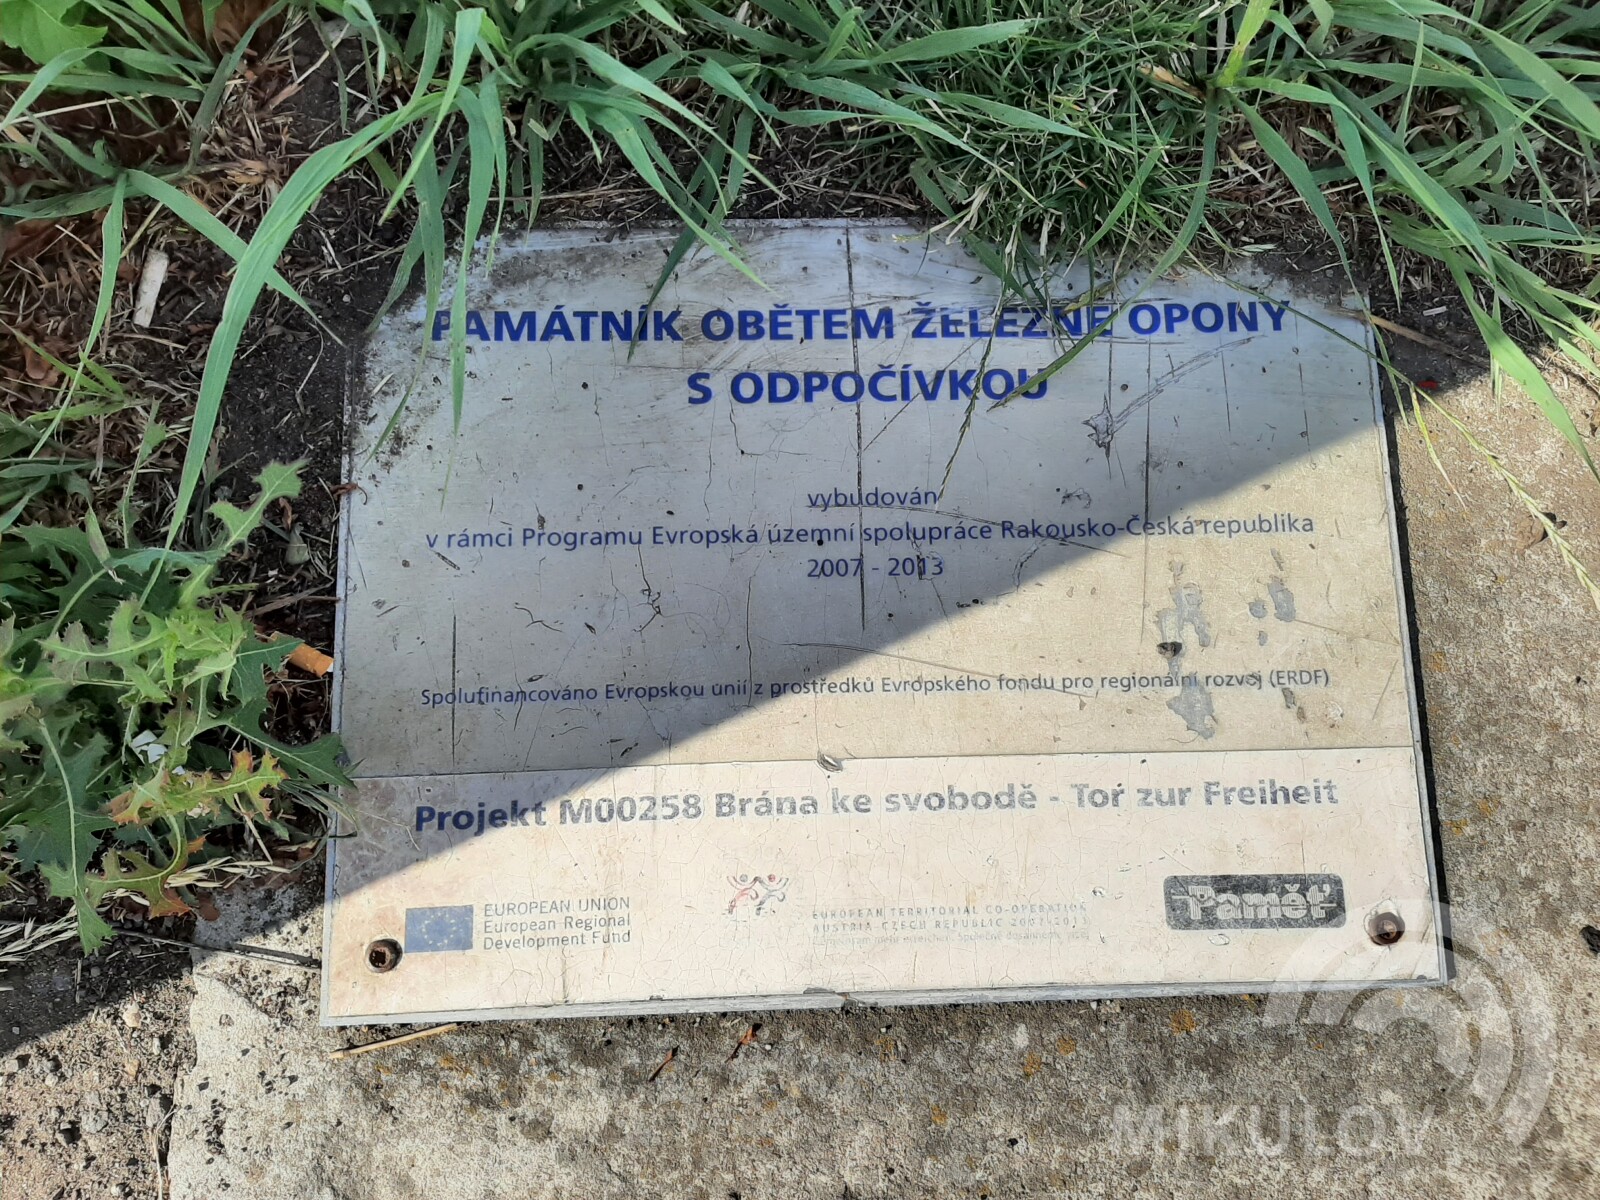 PAMÁTNÍK OBĚTEM ŽELEZNÉ OPONY
S ODPOČÍVKOU
vybudován
v rámci Programu Evropská územní spolupráce Rakousko-Česká republika
2007 - 2013
Spolufinancováno Evropskou unií z prostředků Evropského fondu pro regionální rozvoj (ERDF)
Projekt M00258 Brána ke svobodě - Tor zur Freiheit
EUROPEAN UNION
European Regional
Development Fund
EUROPEAN TERRITORIAL CO-OPERATION
AUSTRIA CZECH REPUBLIC 2007-2013
Paměť
MIKULOV